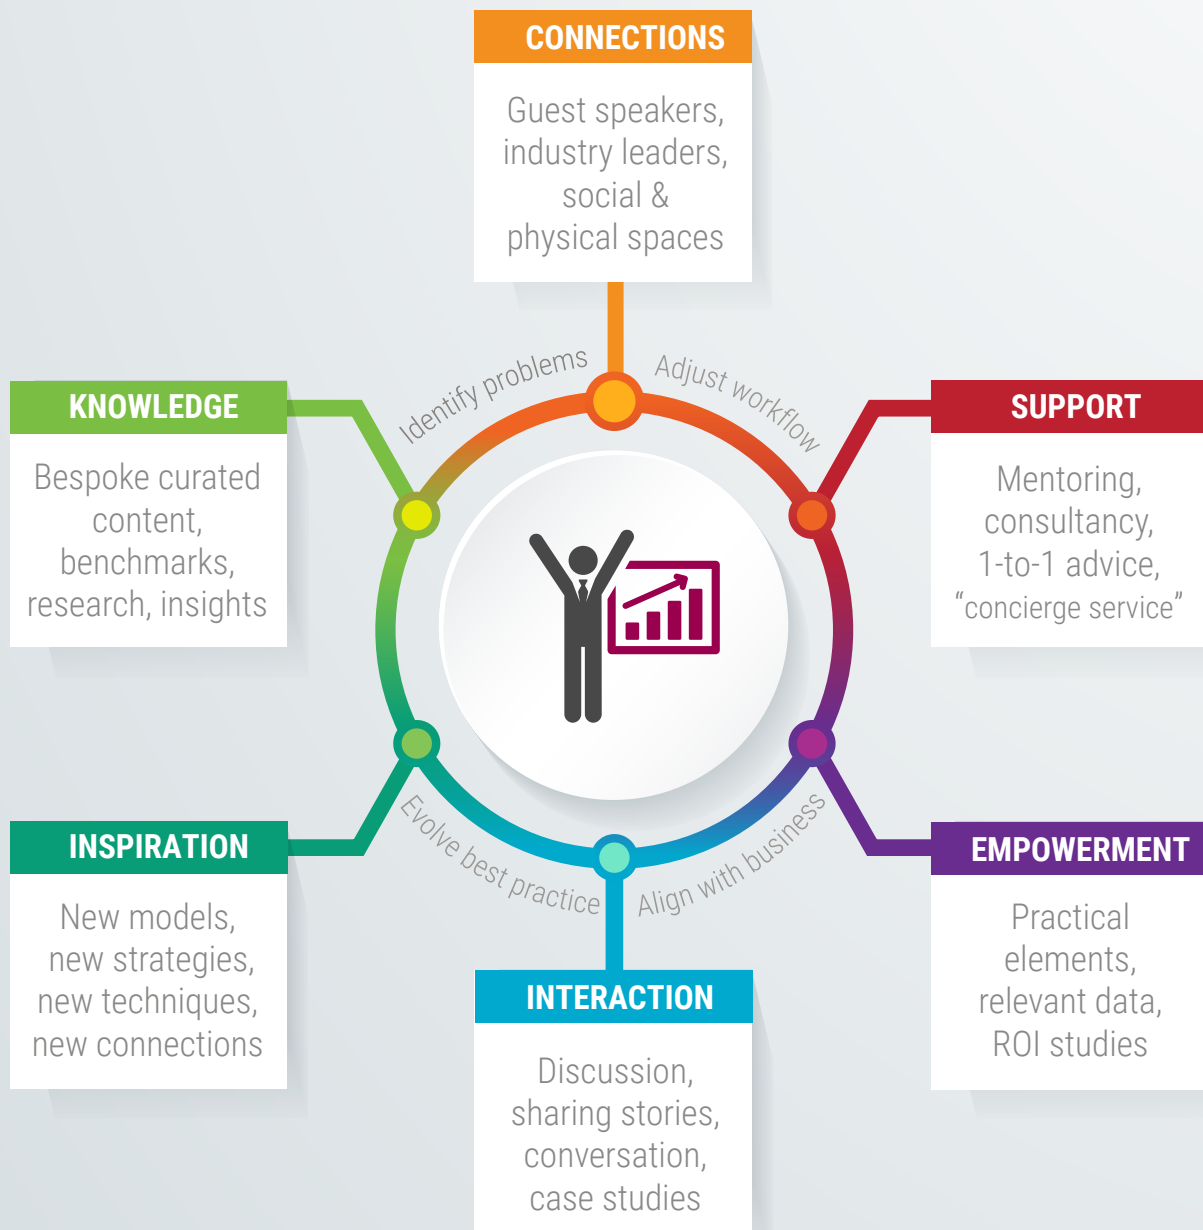 CONNECTIONS
Guest speakers,
industry leaders,
social &
physical spaces
Identify problems
Adjust workflow
KNOWLEDGE
Bespoke curated
content,
benchmarks,
research, insights
SUPPORT
Mentoring,
consultancy,
1-to-1 advice,
“concierge service”
INSPIRATION
New models,
new strategies,
new techniques,
new connections
Evolve best practice
Align with business
EMPOWERMENT
Practical
elements,
relevant data,
ROI studies
INTERACTION
Discussion,
sharing stories,
conversation,
case studies